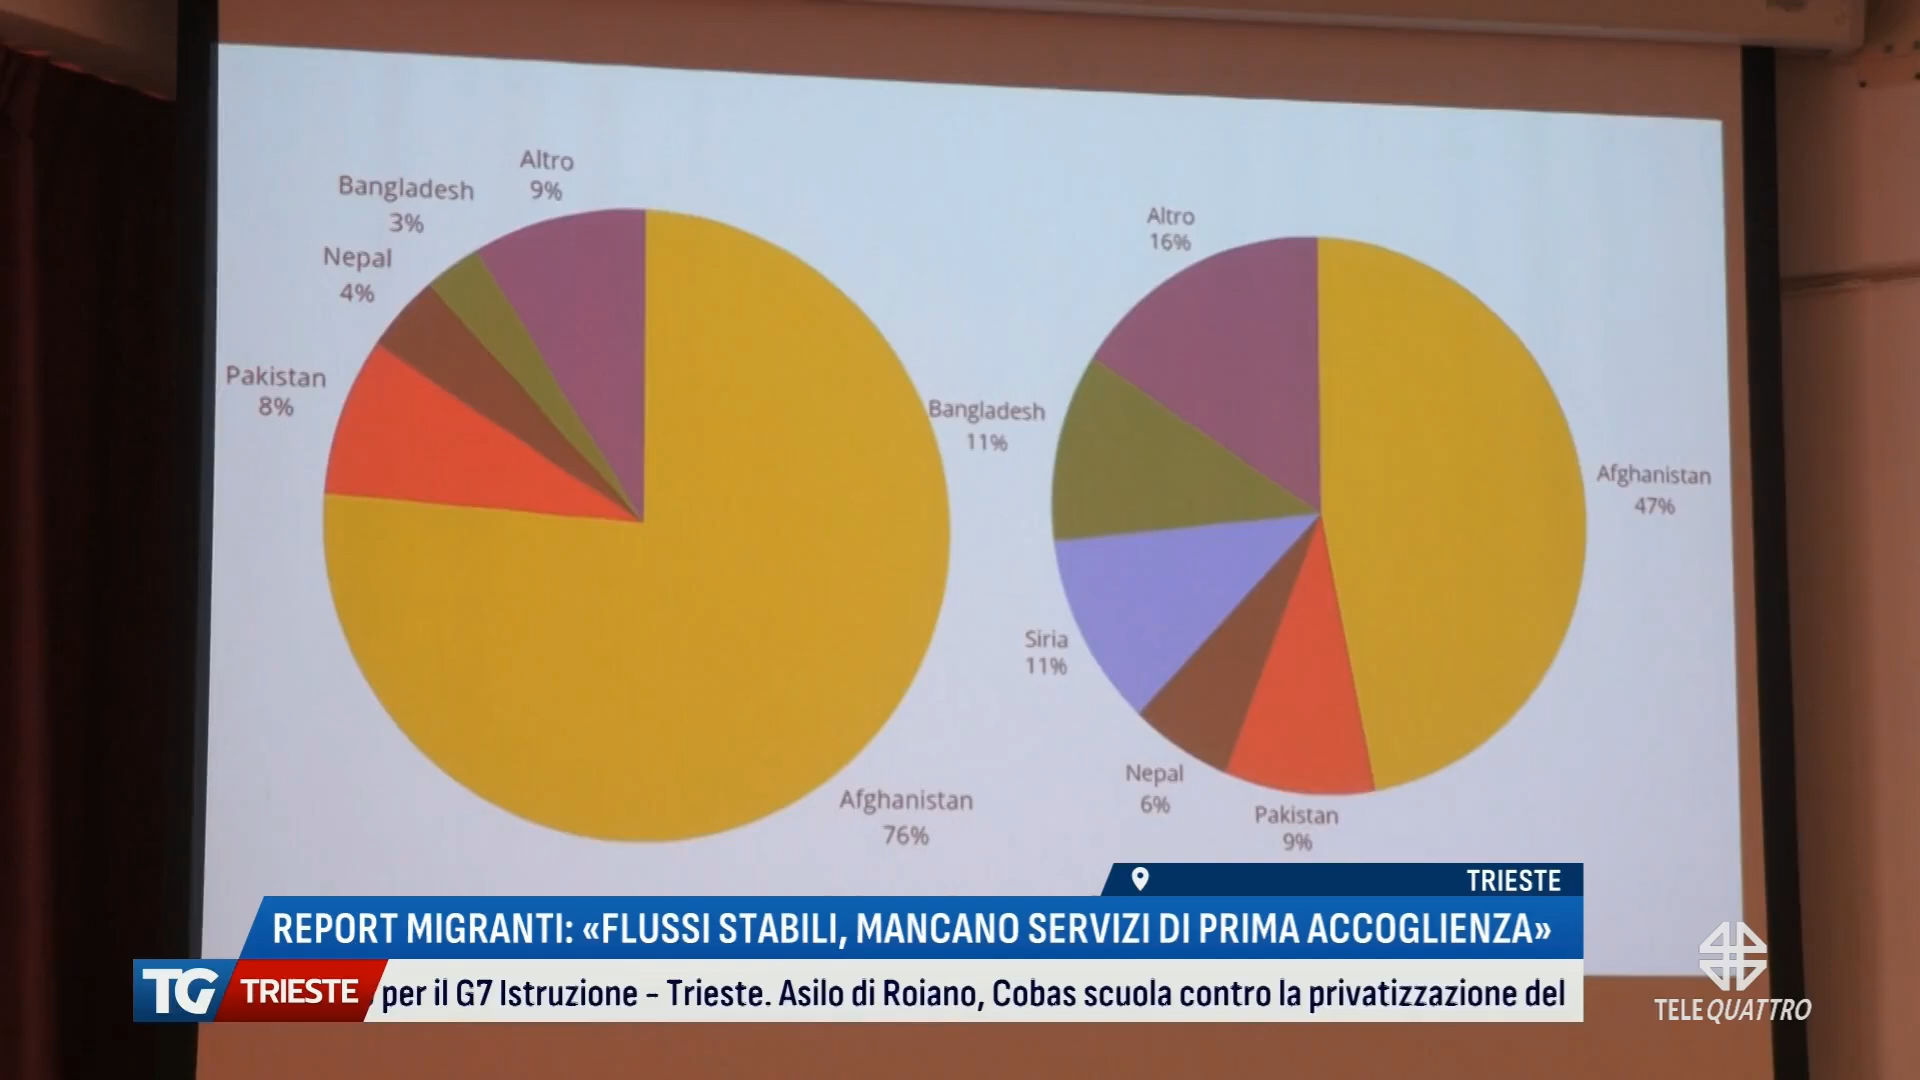 Altro
9%
Bangladesh
3%
Nepal
4%
Pakistan
8%
Afghanistan
76%
Altro
16%
Bangladesh
11%
Afghanistan
47%
Siria
11%
Nepal
6%
Pakistan
9%
TRIESTE
REPORT MIGRANTI: «FLUSSI STABILI, MANCANO SERVIZI DI PRIMA ACCOGLIENZA»
TG TRIESTE
per il G7 Istruzione - Trieste. Asilo di Roiano, Cobas scuola contro la privatizzazione del
TELEQUATTRO